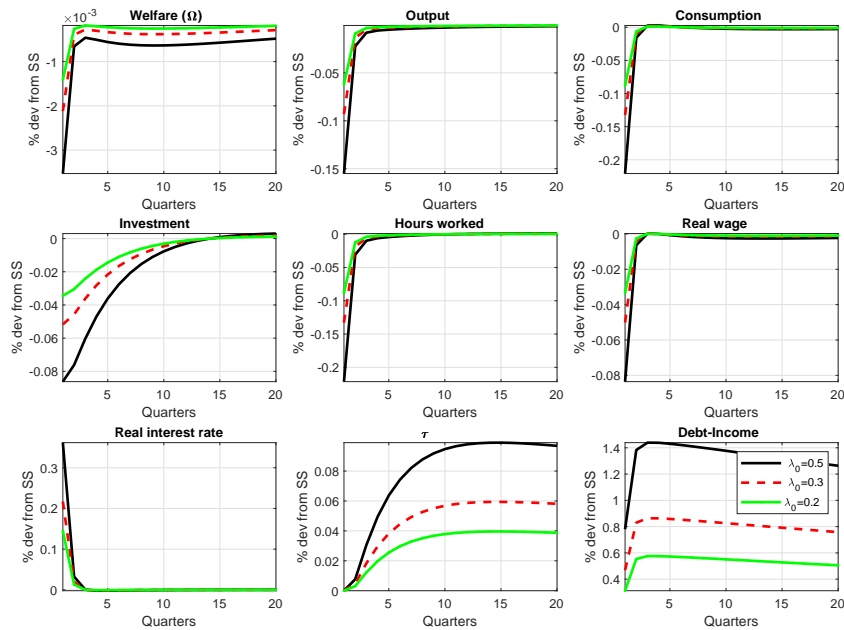 Welfare (Ω)
×10⁻³
% dev from SS
-1
-2
-3
5 10 15 20
Quarters
Output
% dev from SS
-0.05
-0.1
-0.15
5 10 15 20
Quarters
Consumption
% dev from SS
0
-0.05
-0.1
-0.15
-0.2
5 10 15 20
Quarters
Investment
% dev from SS
0
-0.02
-0.04
-0.06
-0.08
5 10 15 20
Quarters
Hours worked
% dev from SS
0
-0.05
-0.1
-0.15
-0.2
5 10 15 20
Quarters
Real wage
% dev from SS
0
-0.02
-0.04
-0.06
-0.08
5 10 15 20
Quarters
Real interest rate
% dev from SS
0.3
0.2
0.1
0
5 10 15 20
Quarters
τ
% dev from SS
0.08
0.06
0.04
0.02
0
5 10 15 20
Quarters
Debt-Income
% dev from SS
1.4
1.2
1
0.8
0.6
0.4
λ₀=0.5
λ₀=0.3
λ₀=0.2
5 10 15 20
Quarters